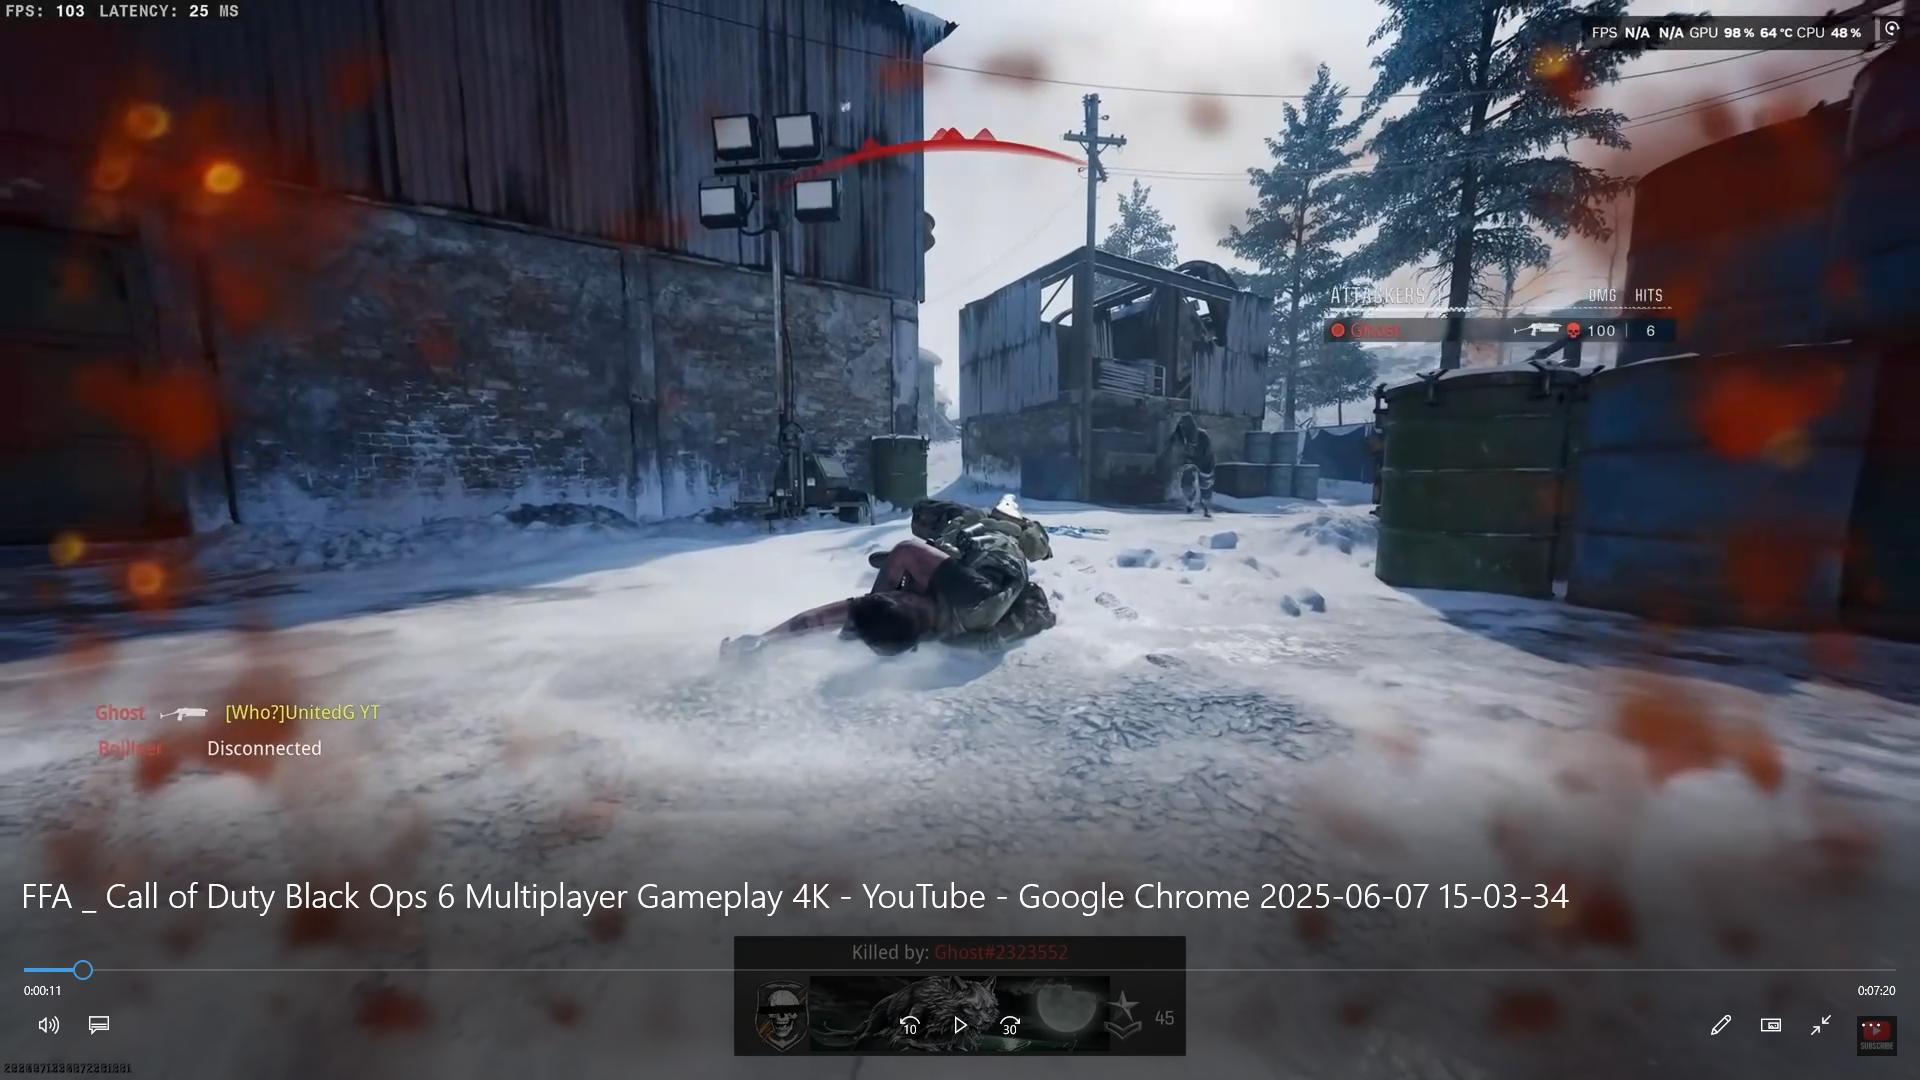 FPS: 103 LATENCY: 25 MS
FPS N/A N/A GPU 98% 64°C CPU 48%
ATTACKERS DMG HITS
Ghost 100 6
Ghost [Who?]UnitedG YT
Disconnected
FFA _ Call of Duty Black Ops 6 Multiplayer Gameplay 4K - YouTube - Google Chrome 2025-06-07 15-03-34
Killed by: Ghost#2323552
0:00:11
0:07:20
10
30
45
SUBSCRIBE